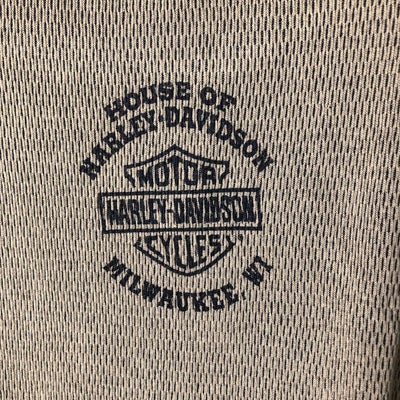 HOUSE OF
HARLEY-DAVIDSON
MOTOR
HARLEY-DAVIDSON
CYCLES
MILWAUKEE, WI